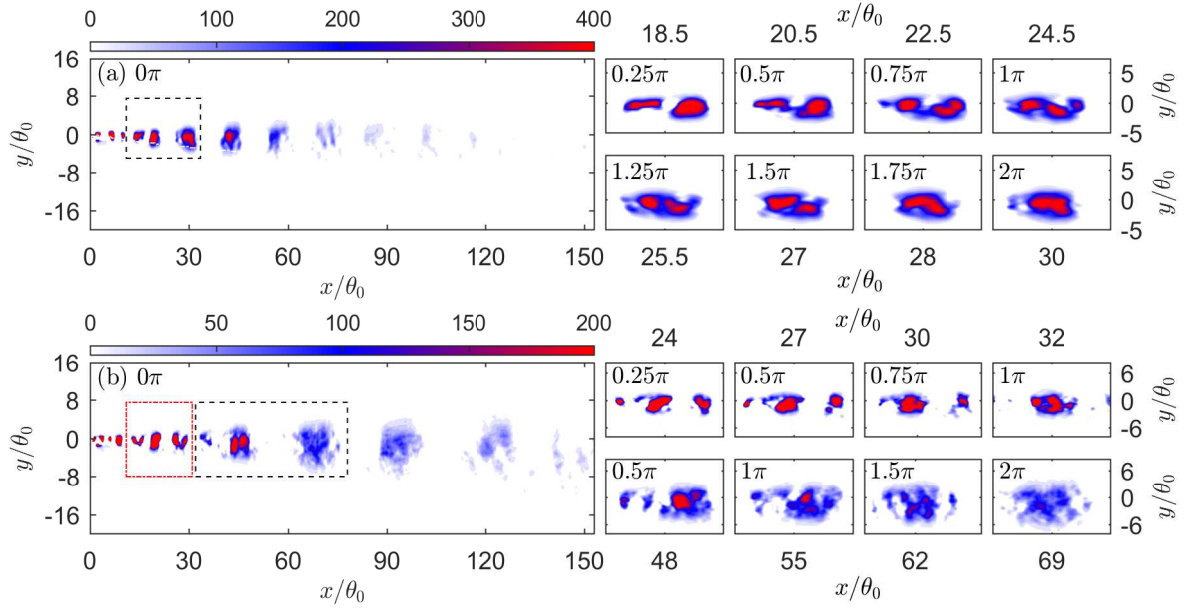 0 100 200 300 400
x/θ₀
18.5 20.5 22.5 24.5
16 8 0 -8 -16
y/θ₀
(a) 0π
0.25π 0.5π 0.75π 1π
5 0 -5
y/θ₀
1.25π 1.5π 1.75π 2π
5 0 -5
y/θ₀
0 30 60 90 120 150
25.5 27 28 30
x/θ₀
0 50 100 150 200
x/θ₀
24 27 30 32
16 8 0 -8 -16
y/θ₀
(b) 0π
0.25π 0.5π 0.75π 1π
6 0 -6
y/θ₀
0.5π 1π 1.5π 2π
6 0 -6
y/θ₀
0 30 60 90 120 150
48 55 62 69
x/θ₀
x/θ₀